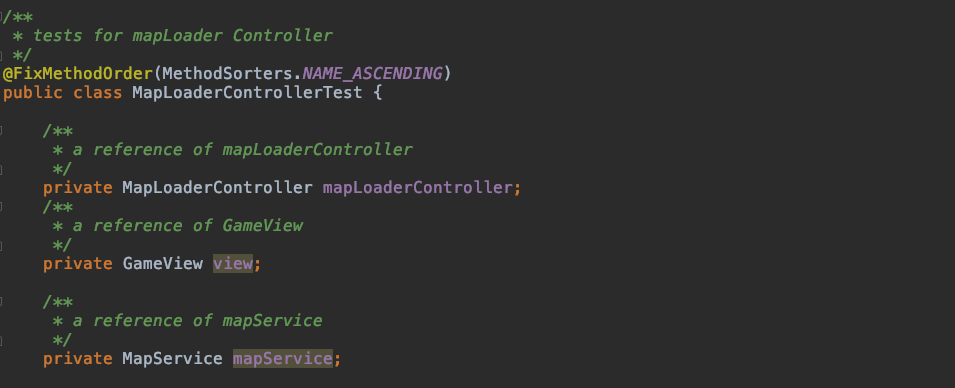 /**
 * tests for mapLoader Controller
 */
@FixMethodOrder(MethodSorters.NAME_ASCENDING)
public class MapLoaderControllerTest {
    /**
     * a reference of mapLoaderController
     */
    private MapLoaderController mapLoaderController;
    /**
     * a reference of GameView
     */
    private GameView view;
    /**
     * a reference of mapService
     */
    private MapService mapService;